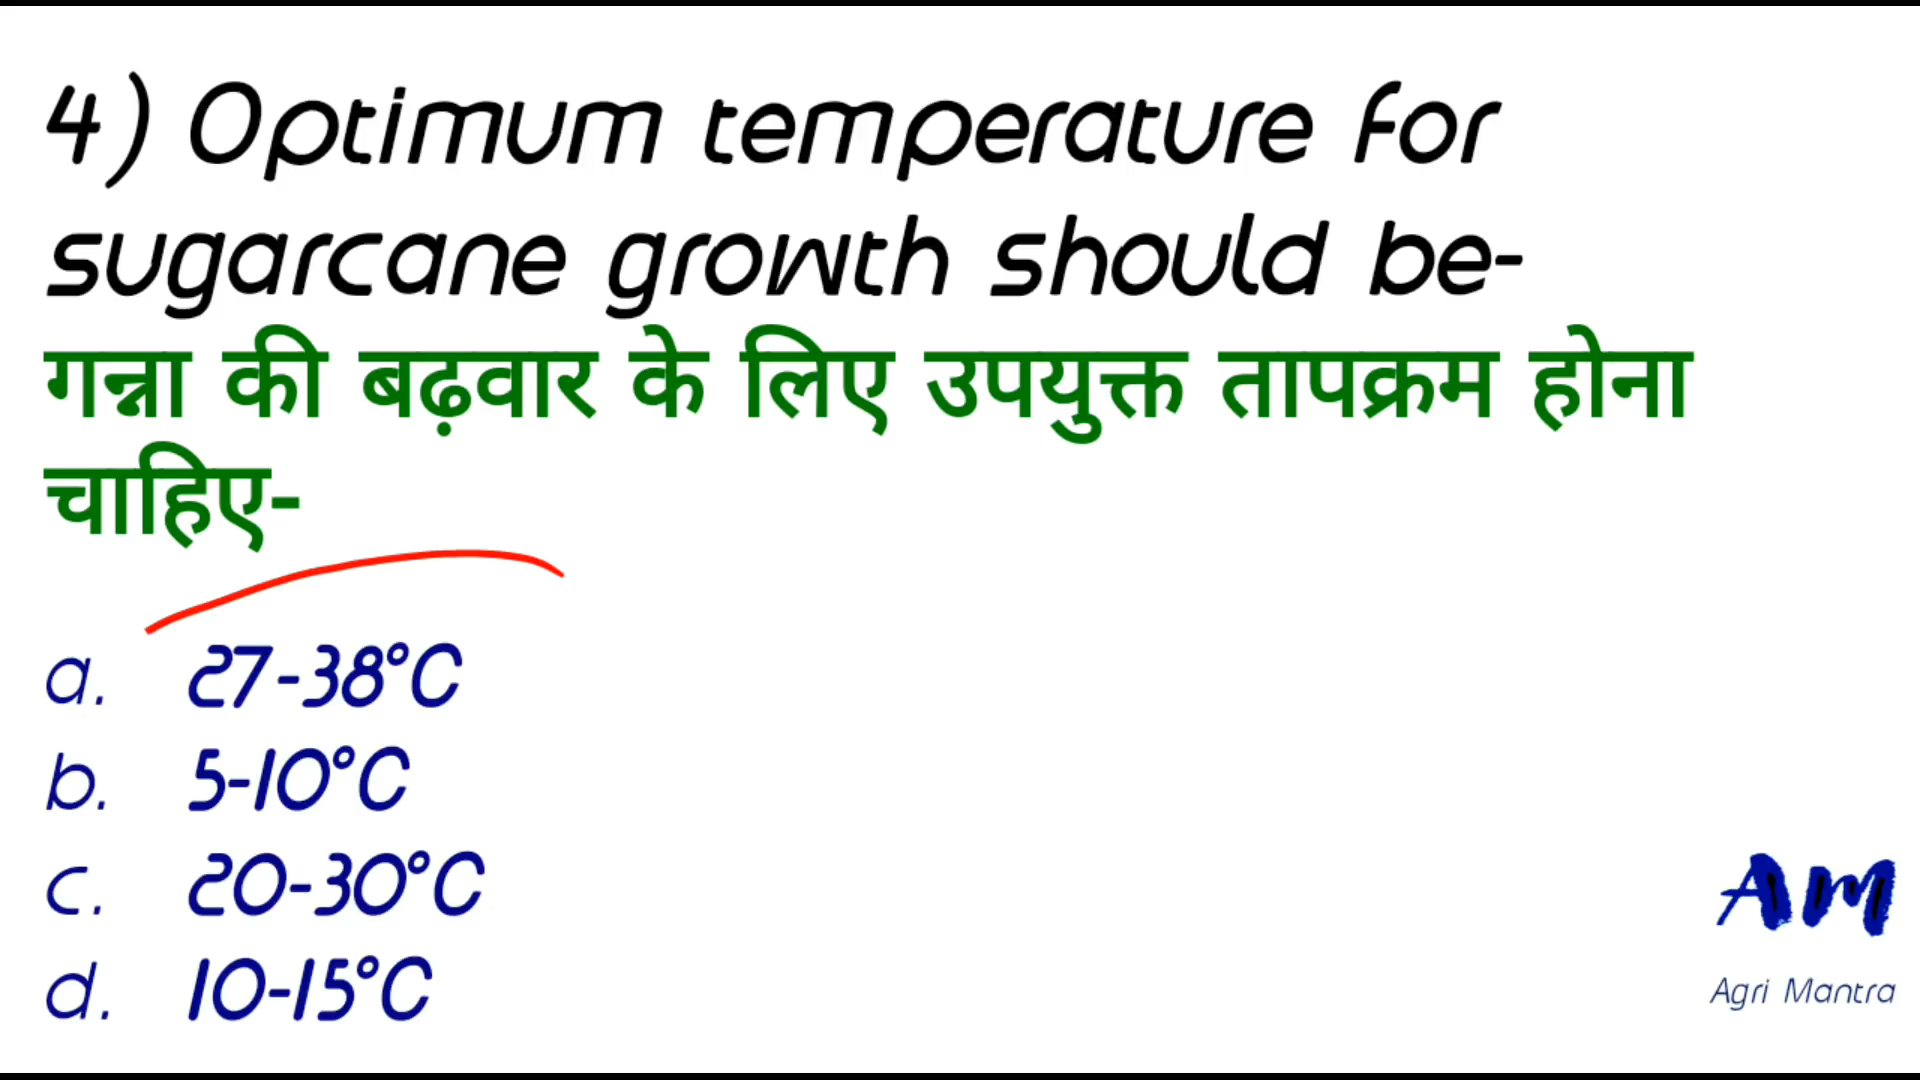 4) Optimum temperature for
sugarcane growth should be-
गन्ना की बढ़वार के लिए उपयुक्त तापक्रम होना
चाहिए-
a. 27-38°C
b. 5-10°C
c. 20-30°C
d. 10-15°C
AM
Agri Mantra